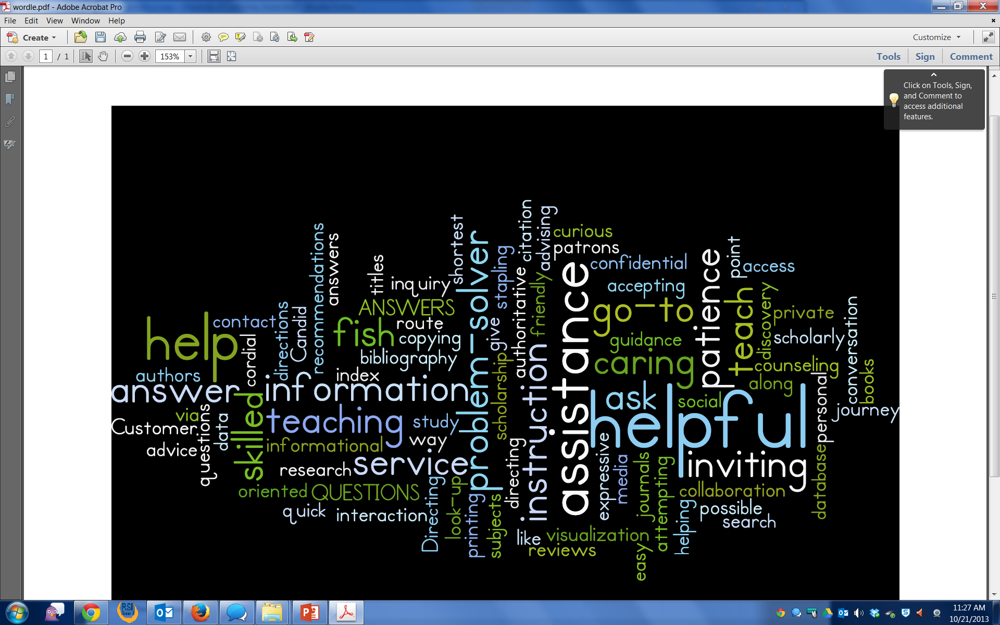 wordle.pdf - Adobe Acrobat Pro
File Edit View Window Help
Create Customize
1 / 1 153% Tools Sign Comment
Click on Tools, Sign,
and Comment to
access additional
features.
citation
advising
shortest
curious
recommendations
patrons
problem-solver
answers
point
stapling
patience
titles
confidential
assistance
access
authoritative
friendly
inquiry
accepting
discovery
teach
conversation
ANSWERS
go-to
directions
Candid
private
help
contact
fish
route
give
cordial
copying
guidance
scholarly
bibliography
instruction
caring
counseling
scholarship
books
authors
index
along
personal
answer
information
ask
social
helpful
skilled
via
questions
data
teaching
study
journey
Customer
way
informational
advice
directing
expressive
database
research
service
media
journals
attempting
inviting
oriented
QUESTIONS
Directing
look-up
printing
subjects
collaboration
helping
possible
quick
interaction
search
like
visualization
reviews
easy
RSI
Guard
11:27 AM
10/21/2013